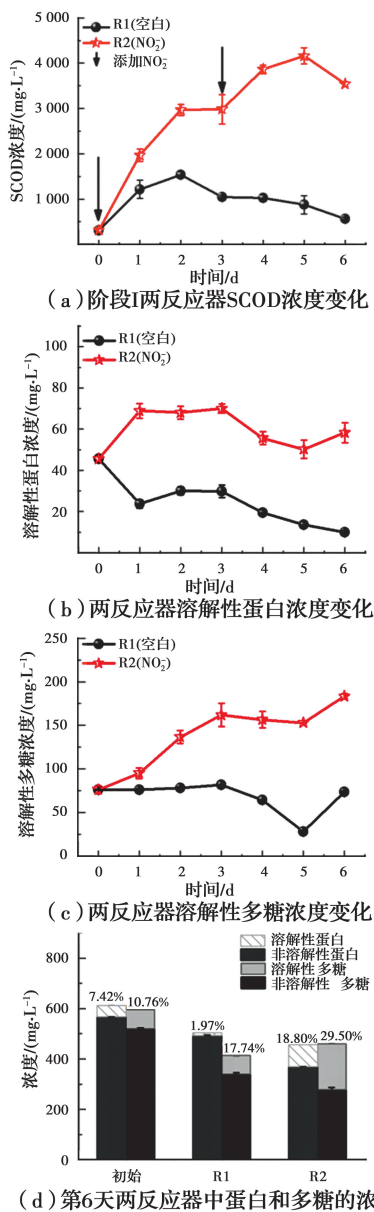 R1(空白)
R2(NO₂⁻)
添加NO₂⁻
5 000
4 000
3 000
2 000
1 000
SCOD浓度/(mg·L⁻¹)
0 1 2 3 4 5 6
时间/d
(a)阶段I两反应器SCOD浓度变化
R1(空白)
R2(NO₂⁻)
100
80
60
40
20
溶解性蛋白浓度/(mg·L⁻¹)
0 1 2 3 4 5 6
时间/d
(b)两反应器溶解性蛋白浓度变化
R1(空白)
R2(NO₂⁻)
250
200
150
100
50
0
溶解性多糖浓度/(mg·L⁻¹)
0 1 2 3 4 5 6
时间/d
(c)两反应器溶解性多糖浓度变化
溶解性蛋白
非溶解性蛋白
溶解性多糖
非溶解性 多糖
800
600
400
200
0
浓度/(mg·L⁻¹)
7.42% 10.76%
1.97%
17.74%
18.80% 29.50%
初始 R1 R2
(d)第6天两反应器中蛋白和多糖的浓